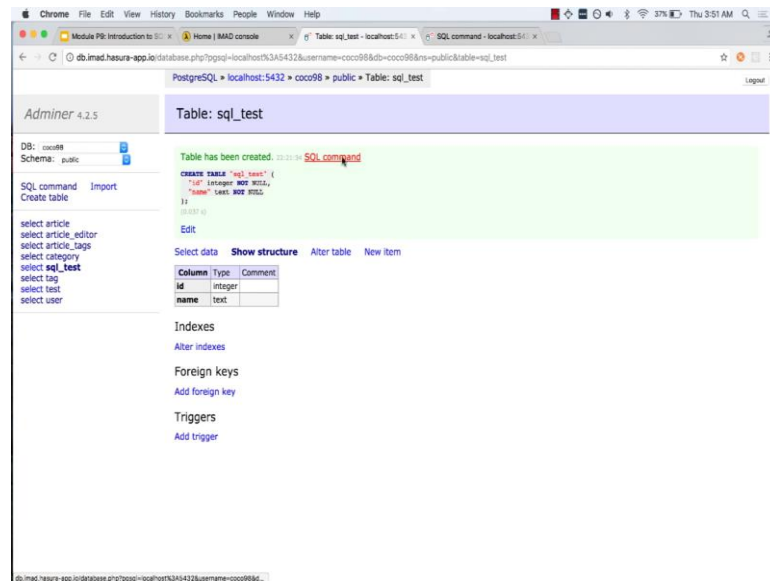 Chrome File Edit View History Bookmarks People Window Help 37% Thu 3:51 AM
Module P9: Introduction to SQ × Home | IMAD console × Table: sql_test - localhost:543 × SQL command - localhost:543 ×
db.imad.hasura-app.io/database.php?pgsql=localhost%3A5432&username=coco98&db=coco98&ns=public&table=sql_test
PostgreSQL » localhost:5432 » coco98 » public » Table: sql_test
Logout
Adminer 4.2.5
Table: sql_test
DB: coco98
Schema: public
SQL command Import
Create table
select article
select article_editor
select article_tags
select category
select sql_test
select tag
select test
select user
Table has been created. 22:21:54 SQL command
CREATE TABLE "sql_test" (
"id" integer NOT NULL,
"name" text NOT NULL
);
(0.037 s)
Edit
Select data Show structure Alter table New item
Column Type Comment
id integer
name text
Indexes
Alter indexes
Foreign keys
Add foreign key
Triggers
Add trigger
db.imad.hasura-app.io/database.php?pgsql=localhost%3A5432&username=coco98&d...